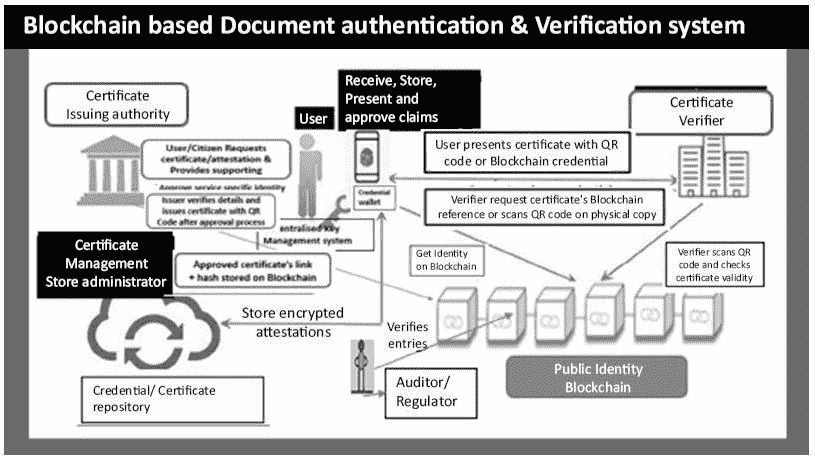 Blockchain based Document authentication & Verification system
Certificate
Issuing authority
User
Receive, Store,
Present and
approve claims
Certificate
Verifier
User/Citizen Requests
certificate/attestation &
Provides supporting
Approve service specific identity
Issuer verifies details and
issues certificate with QR
Code after approval process
Credential
wallet
User presents certificate with QR
code or Blockchain credential
Verifier request certificate's Blockchain
reference or scans QR code on physical copy
entralised Key
Management system
Certificate
Management
Store administrator
Approved certificate's link
+ hash stored on Blockchain
Get Identity
on Blockchain
Verifier scans QR
code and checks
certificate validity
Store encrypted
attestations
Verifies
entries
Credential/ Certificate
repository
Auditor/
Regulator
Public Identity
Blockchain